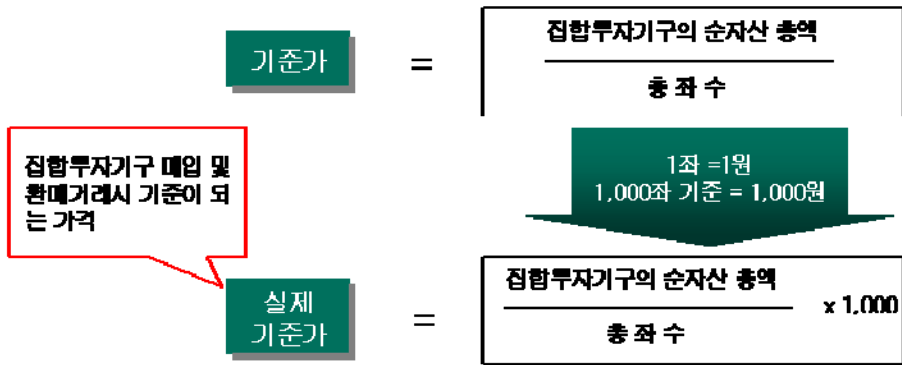 기준가
=
집합투자기구의 순자산 총액
총 좌 수
집합투자기구 매입 및
환매거래시 기준이 되
는 가격
1좌 =1원
1,000좌 기준 = 1,000원
실제
기준가
=
집합투자기구의 순자산 총액
총 좌 수
x 1,000